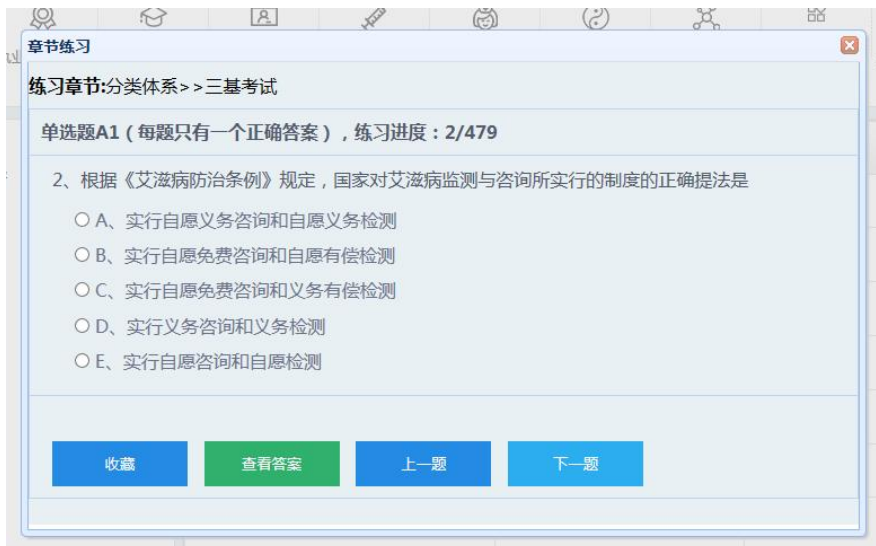 章节练习
练习章节:分类体系>>三基考试
单选题A1（每题只有一个正确答案）,练习进度：2/479
2、根据《艾滋病防治条例》规定，国家对艾滋病监测与咨询所实行的制度的正确提法是
A、实行自愿义务咨询和自愿义务检测
B、实行自愿免费咨询和自愿有偿检测
C、实行自愿免费咨询和义务有偿检测
D、实行义务咨询和义务检测
E、实行自愿咨询和自愿检测
收藏 查看答案 上一题 下一题